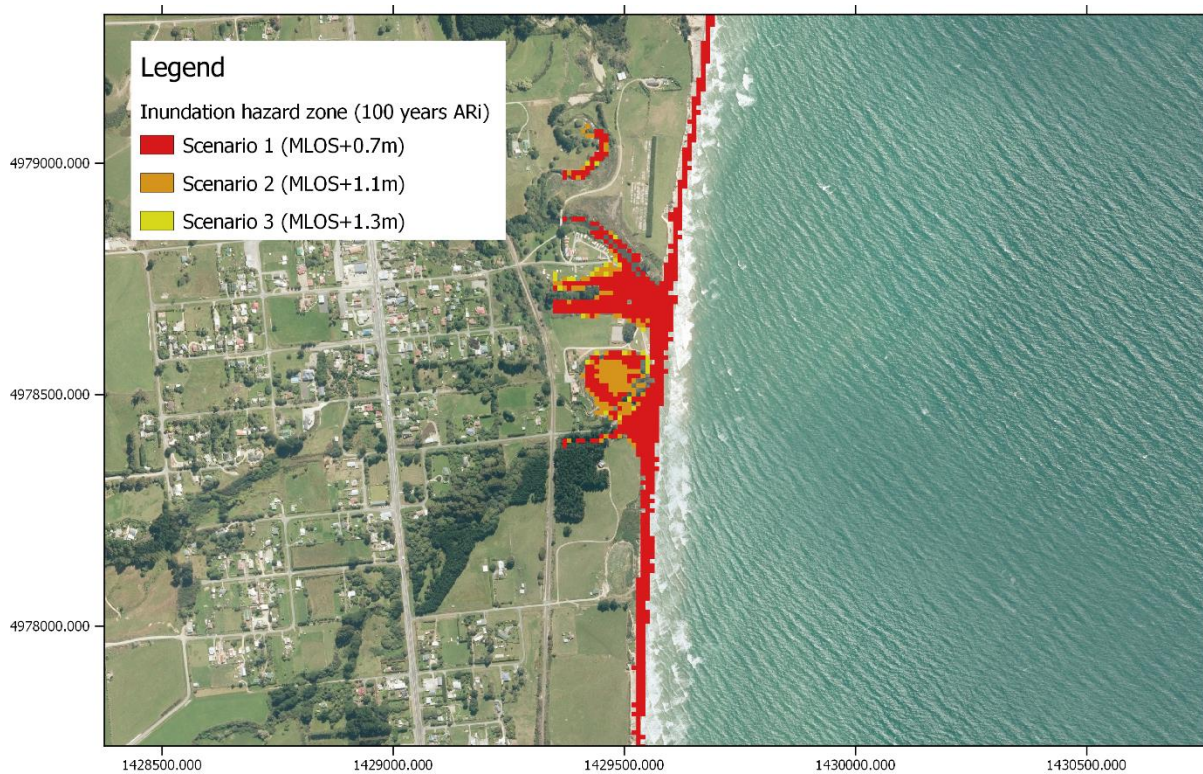 Legend
Inundation hazard zone (100 years ARi)
Scenario 1 (MLOS+0.7m)
Scenario 2 (MLOS+1.1m)
Scenario 3 (MLOS+1.3m)
4979000.000
4978500.000
4978000.000
1428500.000 1429000.000 1429500.000 1430000.000 1430500.000